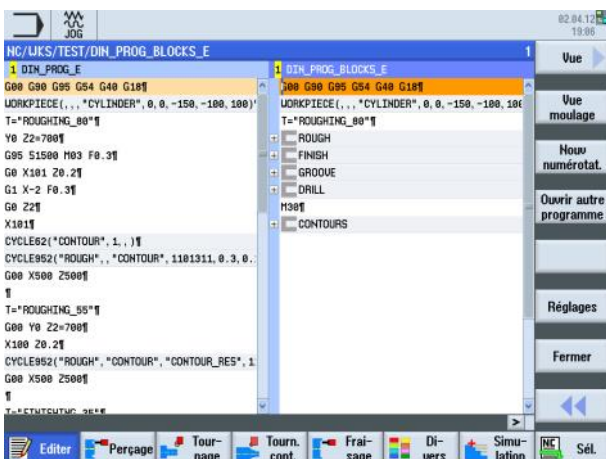 JOG
02.04.12
19:06
NC/WKS/TEST/DIN_PROG_BLOCKS_E 1
1 DIN_PROG_E
G00 G90 G95 G54 G40 G18¶
WORKPIECE(,,,"CYLINDER",0,0,-150,-100,100)
T="ROUGHING_80"¶
Y0 Z2=700¶
G95 S1500 M03 F0.3¶
G0 X101 Z0.2¶
G1 X-2 F0.3¶
G0 Z2¶
X101¶
CYCLE62("CONTOUR",1,,)¶
CYCLE952("ROUGH",,"CONTOUR",1101311,0.3,0.
G00 X500 Z500¶
¶
T="ROUGHING_55"¶
G00 Y0 Z2=700¶
X100 Z0.2¶
CYCLE952("ROUGH","CONTOUR","CONTOUR_RES",1
G00 X500 Z500¶
¶
T="FINISHING_35"¶
1 DIN_PROG_BLOCKS_E
G00 G90 G95 G54 G40 G18¶
WORKPIECE(,,,"CYLINDER",0,0,-150,-100,100
T="ROUGHING_80"¶
ROUGH
FINISH
GROOVE
DRILL
M30¶
CONTOURS
Vue
Vue
moulage
Nouv
numérotat.
Ouvrir autre
programme
Réglages
Fermer
Editer
Perçage
Tour-
nage
Tourn.
cont.
Frai-
sage
Di-
vers
Simu-
lation
NC
Sél.